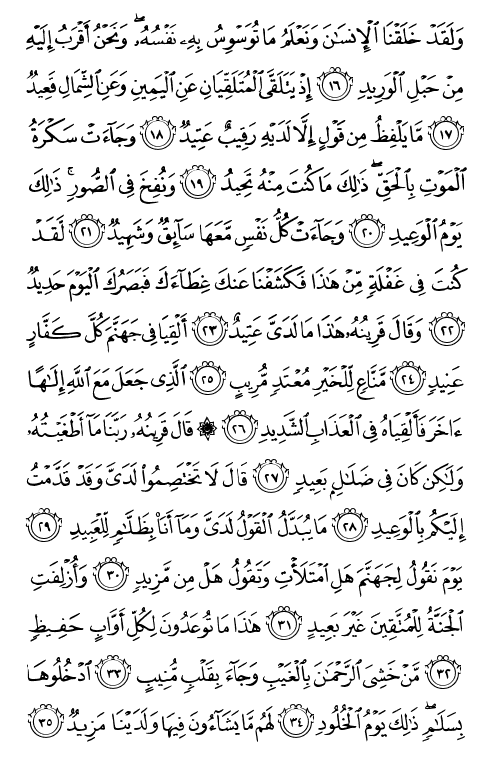 وَلَقَدْ خَلَقْنَا ٱلْإِنسَـٰنَ وَنَعْلَمُ مَا تُوَسْوِسُ بِهِۦ نَفْسُهُۥ ۖ وَنَحْنُ أَقْرَبُ إِلَيْهِ
مِنْ حَبْلِ ٱلْوَرِيدِ ١٦ إِذْ يَتَلَقَّى ٱلْمُتَلَقِّيَانِ عَنِ ٱلْيَمِينِ وَعَنِ ٱلشِّمَالِ قَعِيدٌ
١٧ مَّا يَلْفِظُ مِن قَوْلٍ إِلَّا لَدَيْهِ رَقِيبٌ عَتِيدٌ ١٨ وَجَآءَتْ سَكْرَةُ
ٱلْمَوْتِ بِٱلْحَقِّ ۖ ذَٰلِكَ مَا كُنتَ مِنْهُ تَحِيدُ ١٩ وَنُفِخَ فِى ٱلصُّورِ ۚ ذَٰلِكَ
يَوْمُ ٱلْوَعِيدِ ٢٠ وَجَآءَتْ كُلُّ نَفْسٍ مَّعَهَا سَآئِقٌ وَشَهِيدٌ ٢١ لَّقَدْ
كُنتَ فِى غَفْلَةٍ مِّنْ هَـٰذَا فَكَشَفْنَا عَنكَ غِطَآءَكَ فَبَصَرُكَ ٱلْيَوْمَ حَدِيدٌ
٢٢ وَقَالَ قَرِينُهُۥ هَـٰذَا مَا لَدَىَّ عَتِيدٌ ٢٣ أَلْقِيَا فِى جَهَنَّمَ كُلَّ كَفَّارٍ
عَنِيدٍ ٢٤ مَّنَّاعٍ لِّلْخَيْرِ مُعْتَدٍ مُّرِيبٍ ٢٥ ٱلَّذِى جَعَلَ مَعَ ٱللَّهِ إِلَـٰهًا
ءَاخَرَ فَأَلْقِيَاهُ فِى ٱلْعَذَابِ ٱلشَّدِيدِ ٢٦ ۞ قَالَ قَرِينُهُۥ رَبَّنَا مَآ أَطْغَيْتُهُۥ
وَلَـٰكِن كَانَ فِى ضَلَـٰلٍۭ بَعِيدٍ ٢٧ قَالَ لَا تَخْتَصِمُوا۟ لَدَىَّ وَقَدْ قَدَّمْتُ
إِلَيْكُم بِٱلْوَعِيدِ ٢٨ مَا يُبَدَّلُ ٱلْقَوْلُ لَدَىَّ وَمَآ أَنَا۠ بِظَلَّـٰمٍ لِّلْعَبِيدِ ٢٩
يَوْمَ نَقُولُ لِجَهَنَّمَ هَلِ ٱمْتَلَأْتِ وَتَقُولُ هَلْ مِن مَّزِيدٍ ٣٠ وَأُزْلِفَتِ
ٱلْجَنَّةُ لِلْمُتَّقِينَ غَيْرَ بَعِيدٍ ٣١ هَـٰذَا مَا تُوعَدُونَ لِكُلِّ أَوَّابٍ حَفِيظٍ
٣٢ مَّنْ خَشِىَ ٱلرَّحْمَـٰنَ بِٱلْغَيْبِ وَجَآءَ بِقَلْبٍ مُّنِيبٍ ٣٣ ٱدْخُلُوهَا
بِسَلَـٰمٍ ۖ ذَٰلِكَ يَوْمُ ٱلْخُلُودِ ٣٤ لَهُم مَّا يَشَآءُونَ فِيهَا وَلَدَيْنَا مَزِيدٌ ٣٥